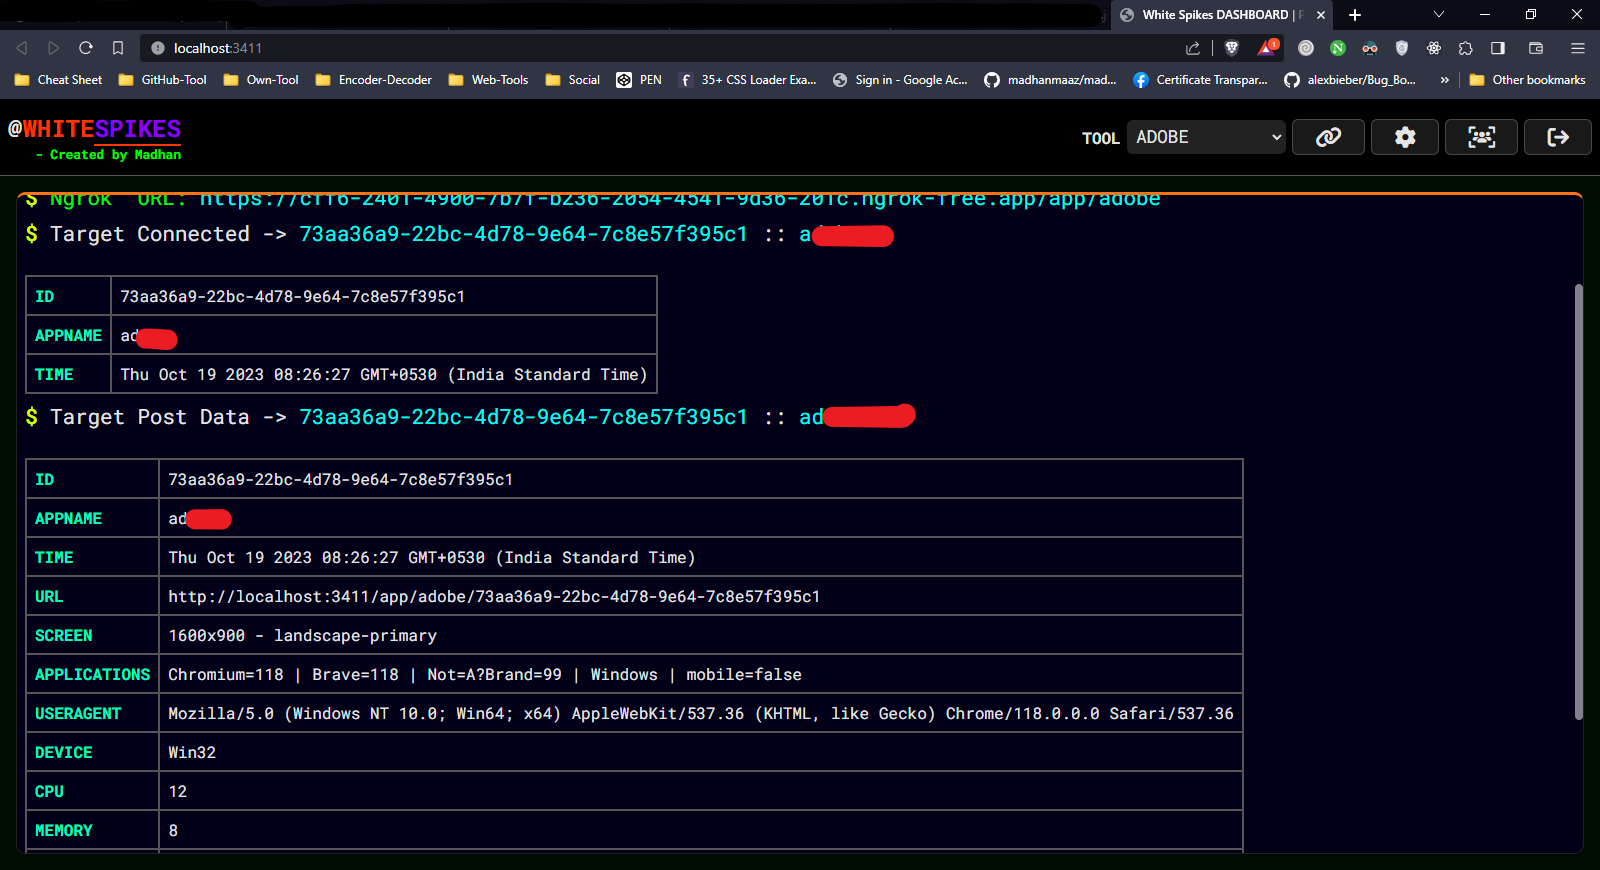 White Spikes DASHBOARD |
localhost:3411
1
Cheat Sheet
GitHub-Tool
Own-Tool
Encoder-Decoder
Web-Tools
Social
PEN
35+ CSS Loader Exa...
Sign in - Google Ac...
madhanmaaz/mad...
Certificate Transpar...
alexbieber/Bug_Bo...
»
Other bookmarks
@WHITESPIKES
- Created by Madhan
TOOL ADOBE
$ Ngrok URL: https://cff6-2401-4900-7b7f-b236-2054-4541-9d36-201c.ngrok-free.app/app/adobe
$ Target Connected -> 73aa36a9-22bc-4d78-9e64-7c8e57f395c1 :: a
ID 73aa36a9-22bc-4d78-9e64-7c8e57f395c1
APPNAME ad
TIME Thu Oct 19 2023 08:26:27 GMT+0530 (India Standard Time)
$ Target Post Data -> 73aa36a9-22bc-4d78-9e64-7c8e57f395c1 :: ad
ID 73aa36a9-22bc-4d78-9e64-7c8e57f395c1
APPNAME ad
TIME Thu Oct 19 2023 08:26:27 GMT+0530 (India Standard Time)
URL http://localhost:3411/app/adobe/73aa36a9-22bc-4d78-9e64-7c8e57f395c1
SCREEN 1600x900 - landscape-primary
APPLICATIONS Chromium=118 | Brave=118 | Not=A?Brand=99 | Windows | mobile=false
USERAGENT Mozilla/5.0 (Windows NT 10.0; Win64; x64) AppleWebKit/537.36 (KHTML, like Gecko) Chrome/118.0.0.0 Safari/537.36
DEVICE Win32
CPU 12
MEMORY 8